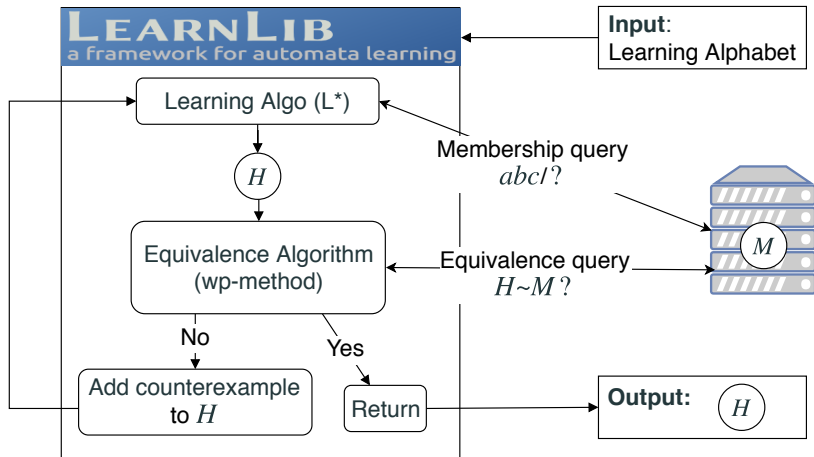 LEARNLIB
a framework for automata learning
Input:
Learning Alphabet
Learning Algo (L*)
H
Membership query
abc/?
M
Equivalence Algorithm
(wp-method)
Equivalence query
H~M?
No
Yes
Add counterexample
to H
Return
Output:
H